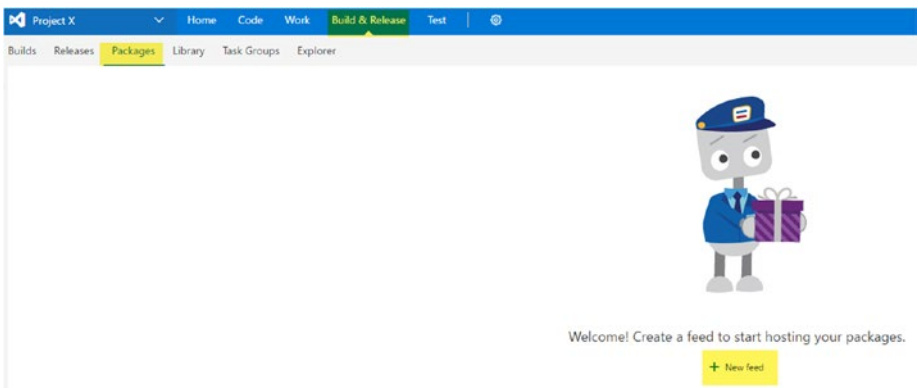 Project X Home Code Work Build & Release Test
Builds Releases Packages Library Task Groups Explorer
Welcome! Create a feed to start hosting your packages.
+ New feed